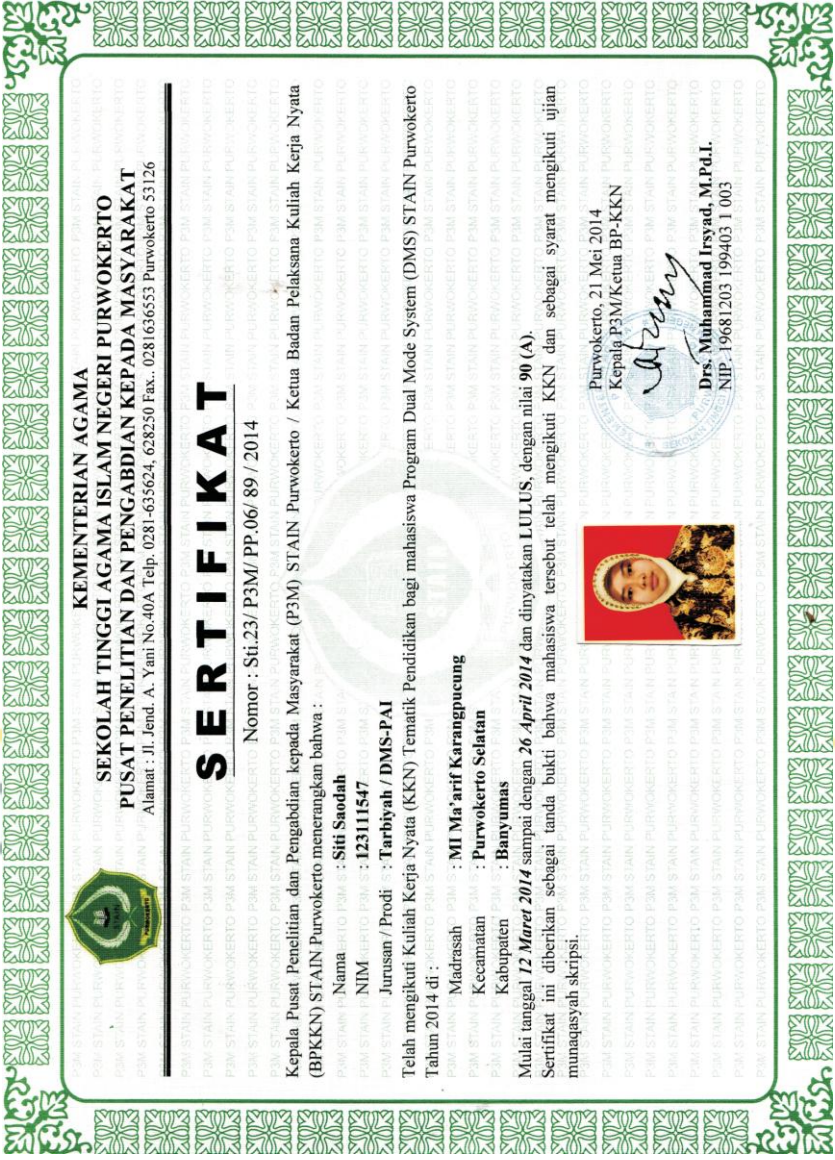 KEMENTERIAN AGAMA
SEKOLAH TINGGI AGAMA ISLAM NEGERI PURWOKERTO
PUSAT PENELITIAN DAN PENGABDIAN KEPADA MASYARAKAT
Alamat : Jl. Jend. A. Yani No.40A Telp. 0281-635624, 628250 Fax.. 0281636553 Purwokerto 53126
STAIN
PURWOKERTO
SERTIFIKAT
Nomor : Sti.23/ P3M/ PP.06/ 89 / 2014
Kepala Pusat Penelitian dan Pengabdian kepada Masyarakat (P3M) STAIN Purwokerto / Ketua Badan Pelaksana Kuliah Kerja Nyata
(BPKKN) STAIN Purwokerto menerangkan bahwa :
Nama : Siti Saodah
NIM : 123111547
Jurusan / Prodi : Tarbiyah / DMS-PAI
Telah mengikuti Kuliah Kerja Nyata (KKN) Tematik Pendidikan bagi mahasiswa Program Dual Mode System (DMS) STAIN Purwokerto
Tahun 2014 di :
Madrasah : MI Ma'arif Karangpucung
Kecamatan : Purwokerto Selatan
Kabupaten : Banyumas
Mulai tanggal 12 Maret 2014 sampai dengan 26 April 2014 dan dinyatakan LULUS, dengan nilai 90 (A).
Sertifikat ini diberikan sebagai tanda bukti bahwa mahasiswa tersebut telah mengikuti KKN dan sebagai syarat mengikuti ujian
munaqasyah skripsi.
Purwokerto, 21 Mei 2014
Kepala P3M/Ketua BP-KKN
Drs. Muhammad Irsyad, M.Pd.I.
NIP. 19681203 199403 1 003